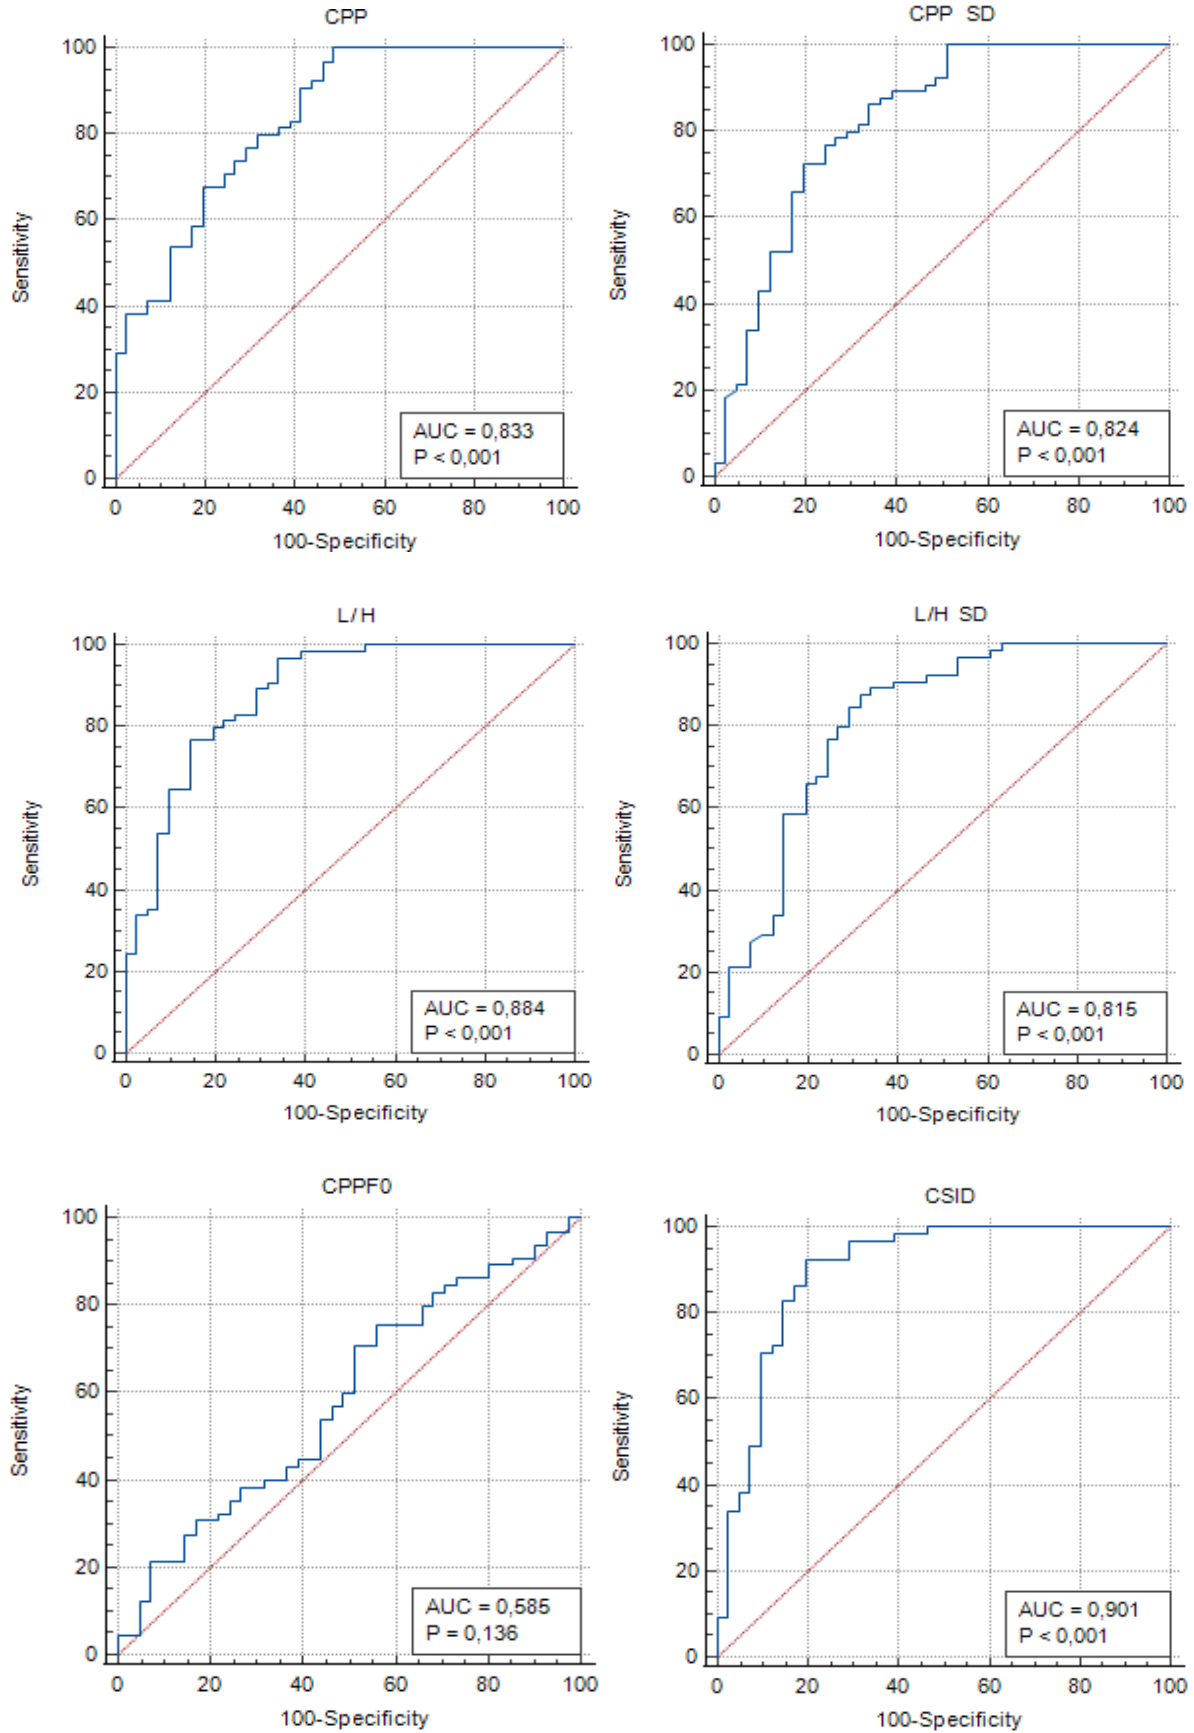 CPP
100
80
60
40
20
0
Sensitivity
AUC = 0,833
P < 0,001
0 20 40 60 80 100
100-Specificity
CPP SD
100
80
60
40
20
0
Sensitivity
AUC = 0,824
P < 0,001
0 20 40 60 80 100
100-Specificity
L/H
100
80
60
40
20
0
Sensitivity
AUC = 0,884
P < 0,001
0 20 40 60 80 100
100-Specificity
L/H SD
100
80
60
40
20
0
Sensitivity
AUC = 0,815
P < 0,001
0 20 40 60 80 100
100-Specificity
CPPF0
100
80
60
40
20
0
Sensitivity
AUC = 0,585
P = 0,136
0 20 40 60 80 100
100-Specificity
CSID
100
80
60
40
20
0
Sensitivity
AUC = 0,901
P < 0,001
0 20 40 60 80 100
100-Specificity